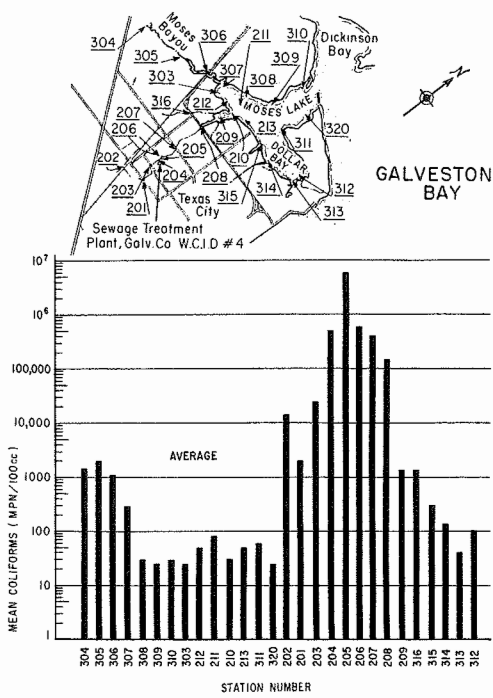 Moses
Bayou
304
305
306
303
307
211
308
309
310
Dickinson
Bay
316
212
MOSES LAKE
N
207
206
205
209
213
311
320
202
210
DOLLAR
BAY
GALVESTON
BAY
203
204
208
314
312
201
Texas
City
315
313
Sewage Treatment
Plant, Galv. Co W.C.I.D #4
10⁷
10⁶
100,000
10,000
1000
100
10
1
MEAN COLIFORMS (MPN/100cc)
AVERAGE
304 305 306 307 308 309 310 303 212 211 210 213 311 320 202 201 203 204 205 206 207 208 209 316 315 314 313 312
STATION NUMBER